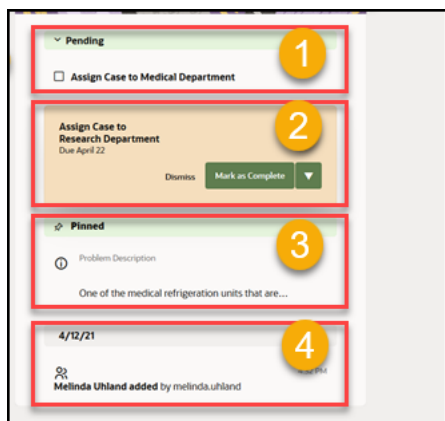 Pending
1
Assign Case to Medical Department
2
Assign Case to
Research Department
Due April 22
Dismiss
Mark as Complete
Pinned
3
Problem Description
One of the medical refrigeration units that are...
4/12/21
4
PM
Melinda Uhland added by melinda.uhland